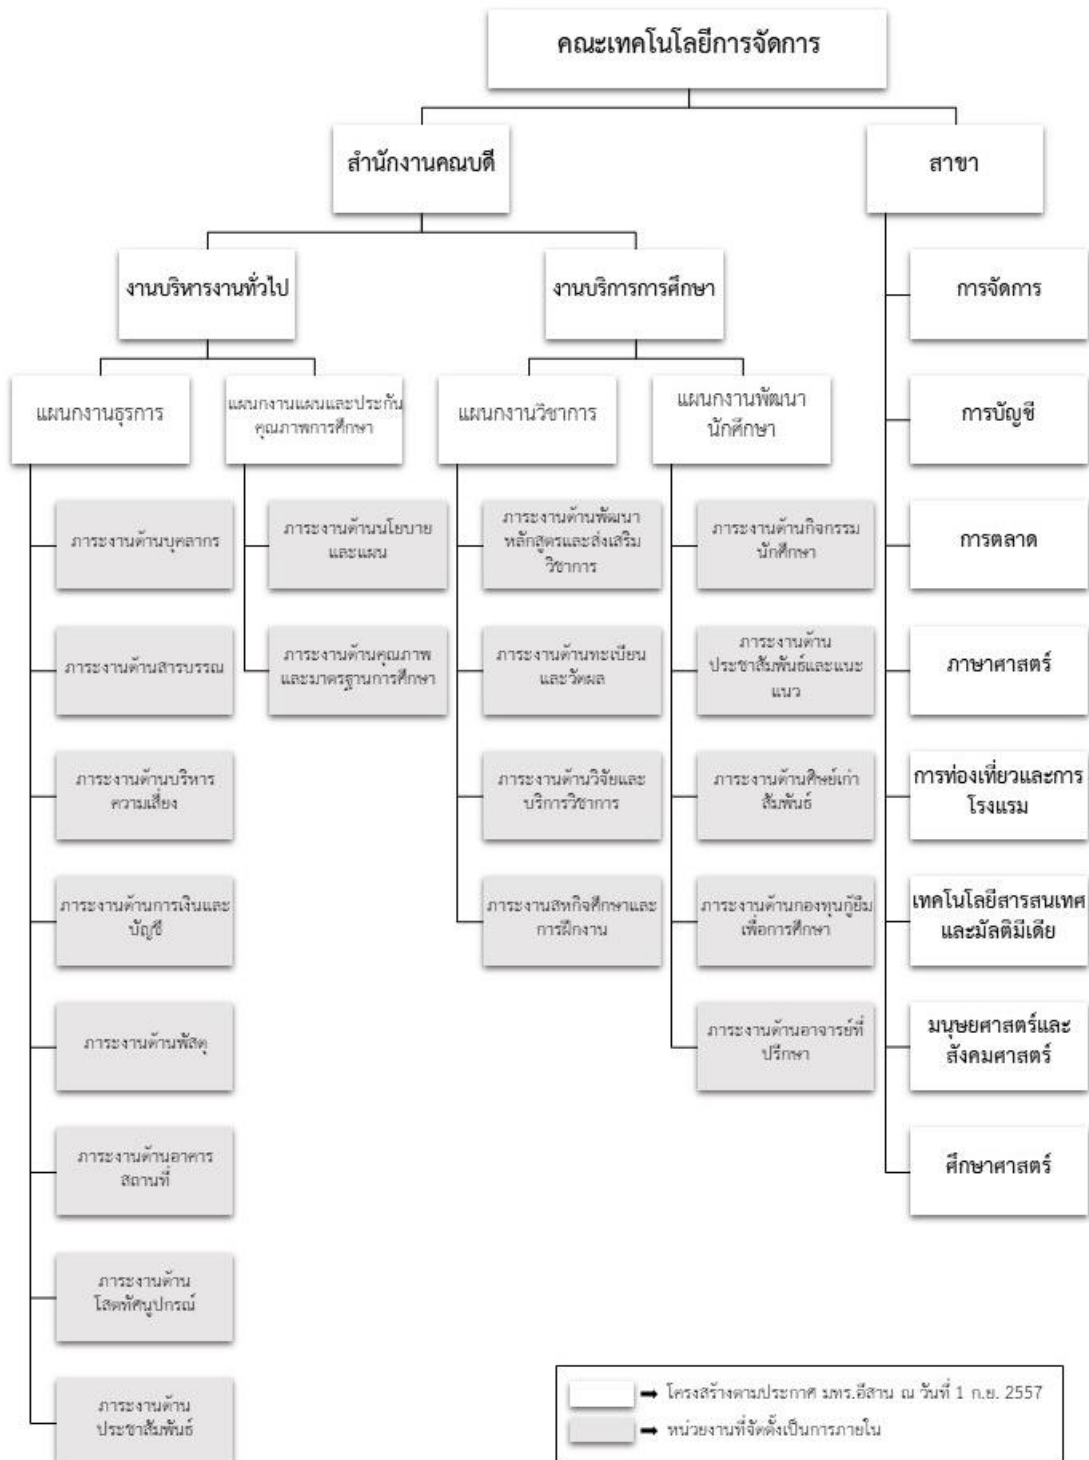 คณะเทคโนโลยีการจัดการ
สำนักงานคณบดี
สาขา
งานบริหารงานทั่วไป
งานบริการการศึกษา
แผนกงานธุรการ
แผนกงานแผนและประกัน
คุณภาพการศึกษา
แผนกงานวิชาการ
แผนกงานพัฒนา
นักศึกษา
ภาระงานด้านบุคลากร
ภาระงานด้านสารบรรณ
ภาระงานด้านบริหาร
ความเสี่ยง
ภาระงานด้านการเงินและ
บัญชี
ภาระงานด้านพัสดุ
ภาระงานด้านอาคาร
สถานที่
ภาระงานด้าน
โสตทัศนูปกรณ์
ภาระงานด้าน
ประชาสัมพันธ์
ภาระงานด้านนโยบาย
และแผน
ภาระงานด้านคุณภาพ
และมาตรฐานการศึกษา
ภาระงานด้านพัฒนา
หลักสูตรและส่งเสริม
วิชาการ
ภาระงานด้านทะเบียน
และวัดผล
ภาระงานด้านวิจัยและ
บริการวิชาการ
ภาระงานสหกิจศึกษาและ
การฝึกงาน
ภาระงานด้านกิจกรรม
นักศึกษา
ภาระงานด้าน
ประชาสัมพันธ์และแนะ
แนว
ภาระงานด้านศิษย์เก่า
สัมพันธ์
ภาระงานด้านกองทุนกู้ยืม
เพื่อการศึกษา
ภาระงานด้านอาจารย์ที่
ปรึกษา
การจัดการ
การบัญชี
การตลาด
ภาษาศาสตร์
การท่องเที่ยวและการ
โรงแรม
เทคโนโลยีสารสนเทศ
และมัลติมีเดีย
มนุษยศาสตร์และ
สังคมศาสตร์
ศึกษาศาสตร์
➡ โครงสร้างตามประกาศ มทร.อีสาน ณ วันที่ 1 ก.ย. 2557
➡ หน่วยงานที่จัดตั้งเป็นการภายใน